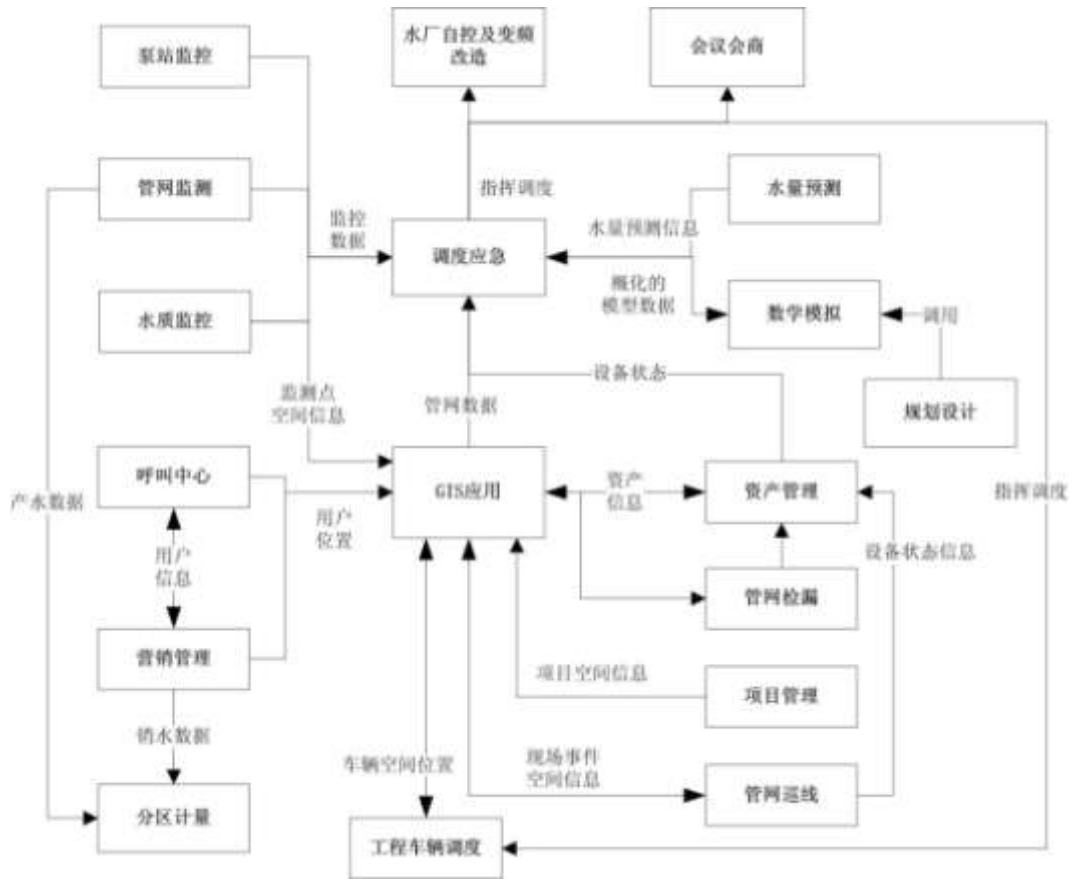 水厂自控及变频
改造
会议会商
泵站监控
管网监测
水量预测
指挥调度
监控
数据
水量预测信息
调度应急
概化的
模型数据
水质监控
数学模拟
调用
设备状态
监测点
空间信息
管网数据
规划设计
呼叫中心
GIS应用
资产
信息
资产管理
产水数据
指挥调度
用户
位置
设备状态信息
用户
信息
管网检漏
营销管理
项目空间信息
项目管理
销水数据
车辆空间位置
现场事件
空间信息
管网巡线
分区计量
工程车辆调度